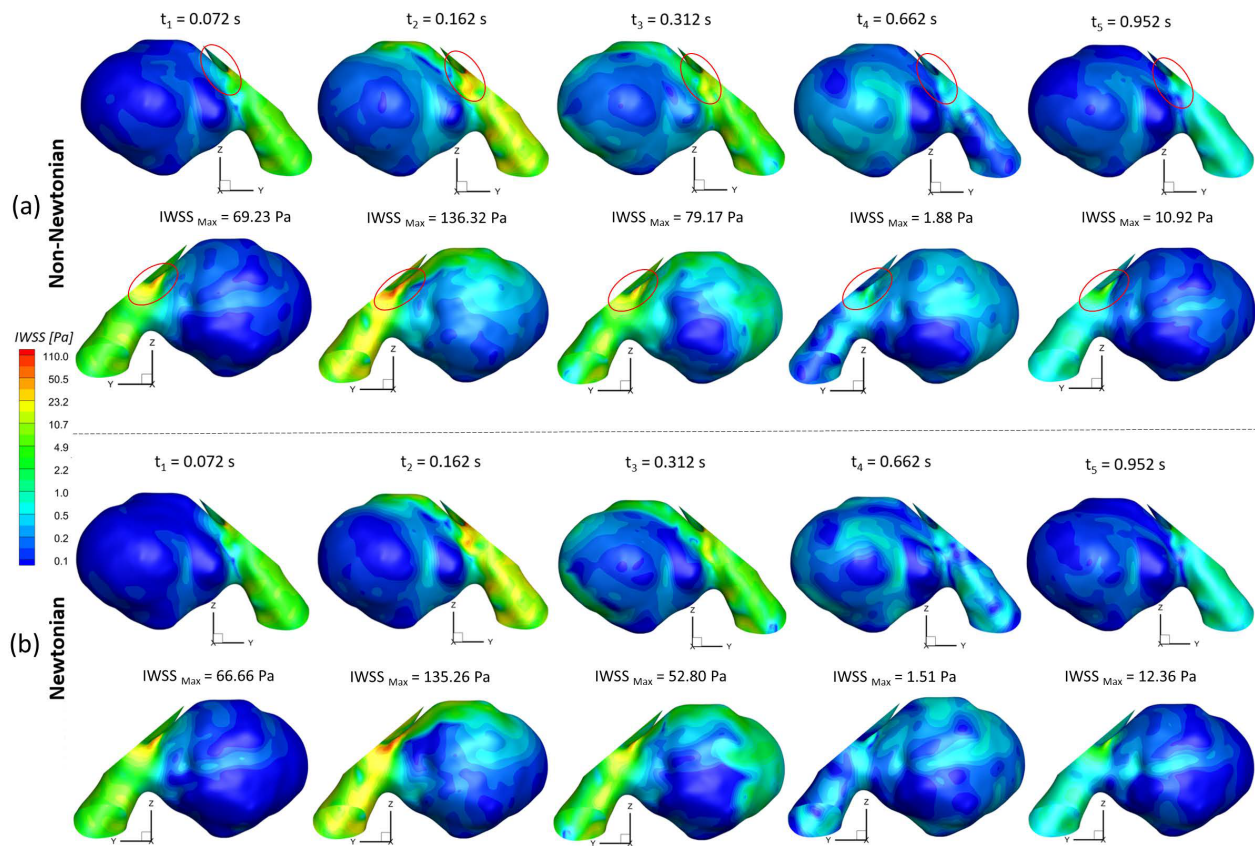 (a)
Non-Newtonian
t1 = 0.072 s
t2 = 0.162 s
t3 = 0.312 s
t4 = 0.662 s
t5 = 0.952 s
Z
X
Y
Z
X
Y
Z
X
Y
Z
X
Y
Z
X
Y
IWSS Max = 69.23 Pa
IWSS Max = 136.32 Pa
IWSS Max = 79.17 Pa
IWSS Max = 1.88 Pa
IWSS Max = 10.92 Pa
Z
Y
X
Z
Y
X
Z
Y
X
Z
Y
X
Z
Y
X
IWSS [Pa]
110.0
50.5
23.2
10.7
4.9
2.2
1.0
0.5
0.2
0.1
(b)
Newtonian
t1 = 0.072 s
t2 = 0.162 s
t3 = 0.312 s
t4 = 0.662 s
t5 = 0.952 s
Z
X
Y
Z
X
Y
Z
X
Y
Z
X
Y
Z
X
Y
IWSS Max = 66.66 Pa
IWSS Max = 135.26 Pa
IWSS Max = 52.80 Pa
IWSS Max = 1.51 Pa
IWSS Max = 12.36 Pa
Z
Y
X
Z
Y
X
Z
Y
X
Z
Y
X
Z
Y
X